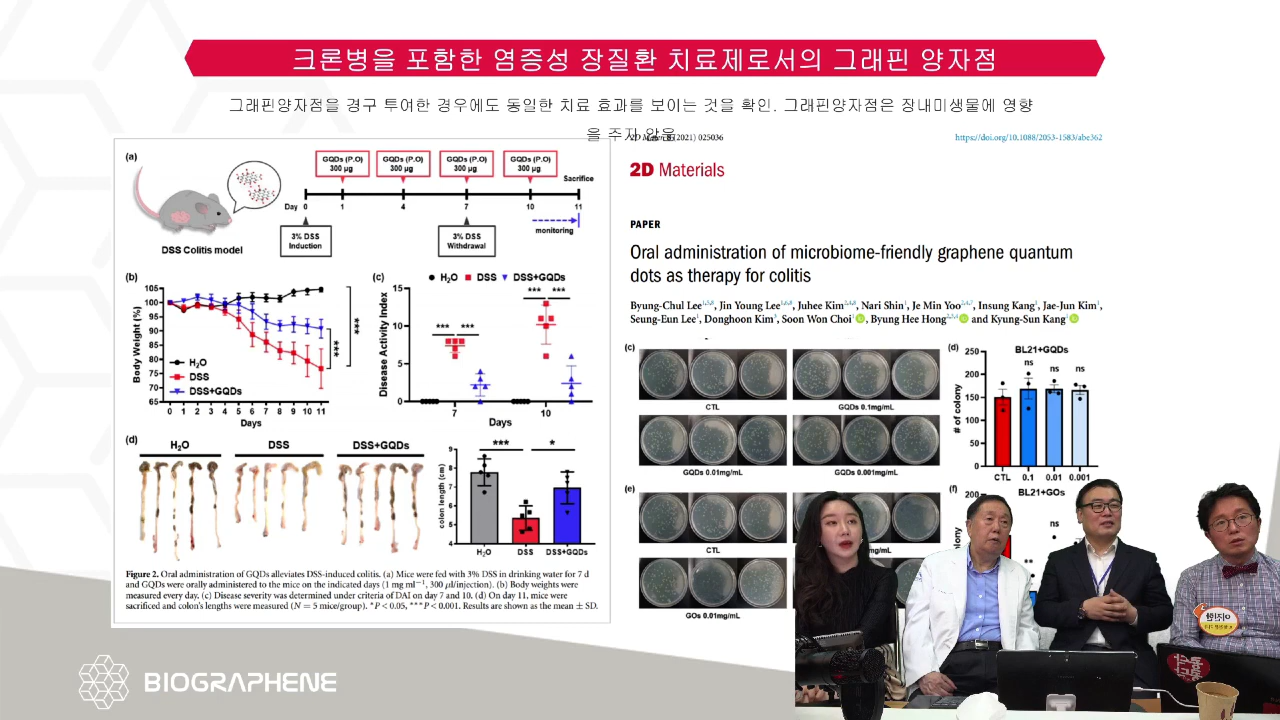 크론병을 포함한 염증성 장질환 치료제로서의 그래핀 양자점
그래핀양자점을 경구 투여한 경우에도 동일한 치료 효과를 보이는 것을 확인. 그래핀양자점은 장내미생물에 영향
을 주지 않음
(a)
GQDs (P.O)
300 μg
GQDs (P.O)
300 μg
GQDs (P.O)
300 μg
GQDs (P.O)
300 μg
Sacrifice
Day 0 1 4 7 10 11
3% DSS
Induction
3% DSS
Withdrawal
monitoring
DSS Colitis model
(b)
Body Weight (%)
105
100
95
90
85
80
75
70
65
H₂O
DSS
DSS+GQDs
***
***
0 1 2 3 4 5 6 7 8 9 10 11
Days
(c)
H₂O DSS DSS+GQDs
Disease Activity Index
15
10
5
0
*** ***
*** ***
7 10
Days
(d)
H₂O DSS DSS+GQDs
colon length (cm)
9
8
7
6
5
4
*** *
H₂O DSS DSS+GQDs
Figure 2. Oral administration of GQDs alleviates DSS-induced colitis. (a) Mice were fed with 3% DSS in drinking water for 7 d
and GQDs were orally administered to the mice on the indicated days (1 mg ml⁻¹, 300 μl/injection). (b) Body weights were
measured every day. (c) Disease severity was determined under criteria of DAI on day 7 and 10. (d) On day 11, mice were
sacrificed and colon's lengths were measured (N = 5 mice/group). *P < 0.05, ***P < 0.001. Results are shown as the mean ± SD.
(2021) 025036
https://doi.org/10.1088/2053-1583/abe362
2D Materials
PAPER
Oral administration of microbiome-friendly graphene quantum
dots as therapy for colitis
Byung-Chul Lee, Jin Young Lee, Juhee Kim, Nari Shin, Je Min Yoo, Insung Kang, Jae-Jun Kim,
Seung-Eun Lee, Donghoon Kim, Soon Won Choi, Byung Hee Hong and Kyung-Sun Kang
(c)
CTL
GQDs 0.1mg/mL
GQDs 0.01mg/mL
GQDs 0.001mg/mL
(d)
BL21+GQDs
# of colony
250
200
150
100
50
0
ns ns ns
CTL 0.1 0.01 0.001
(e)
CTL
mg/mL
GOs 0.01mg/mL
(f)
BL21+GOs
200
ns
**
BIOGRAPHENE